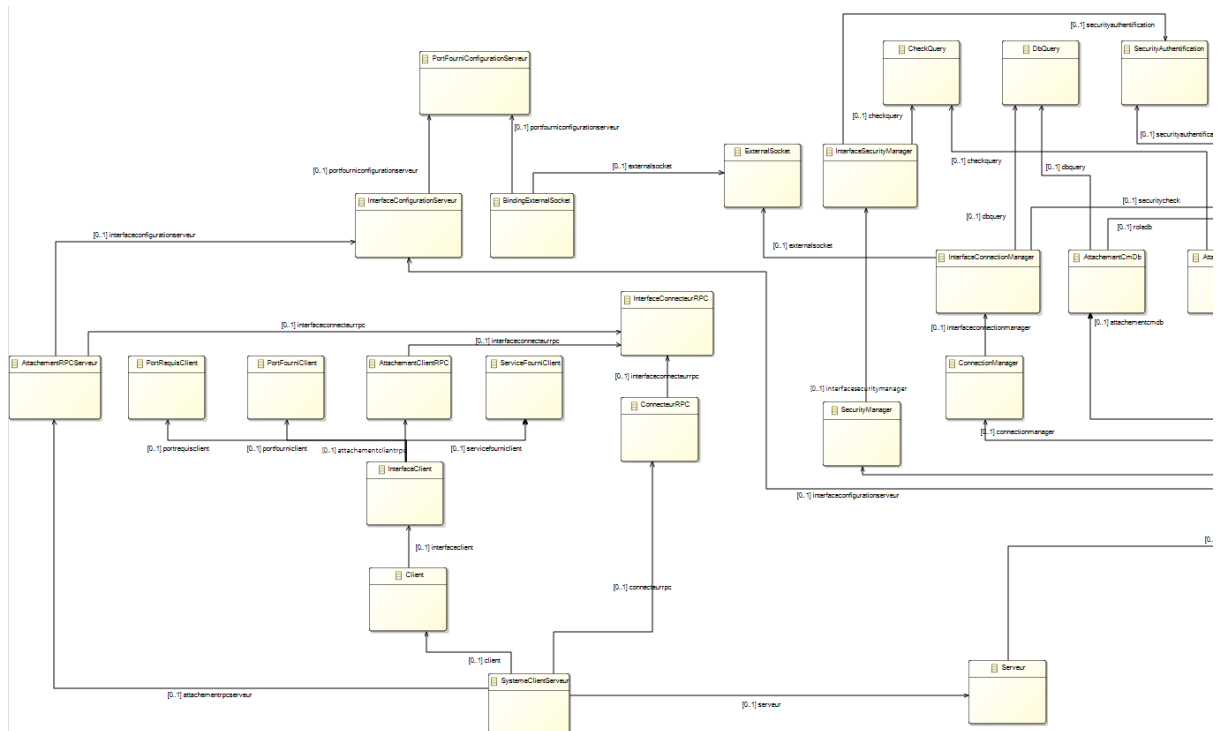 [0..1] securityauthentification
CheckQuery
DbQuery
SecurityAuthentification
PortFourniConfigurationServeur
[0..1] checkquery
[0..1] portfourniconfigurationserveur
[0..1] securityauthentific
ExternalSocket
InterfaceSecurityManager
[0..1] externalsocket
[0..1] checkquery
[0..1] dbquery
[0..1] portfourniconfigurationserveur
InterfaceConfigurationServeur
BindingExternalSocket
[0..1] securitycheck
[0..1] dbquery
[0..1] roledb
[0..1] interfaceconfigurationserveur
[0..1] externalsocket
InterfaceConnectionManager
AttachementCmDb
Atta
InterfaceConnecteurRPC
[0..1] interfaceconnecteurrpc
[0..1] interfaceconnectionmanager
[0..1] attachementcmdb
[0..1] interfaceconnecteurrpc
AttachementRPCServeur
PortRequisClient
PortFourniClient
AttachementClientRPC
ServiceFourniClient
ConnectionManager
[0..1] interfaceconnecteurrpc
[0..1] interfacesecuritymanager
ConnecteurRPC
SecurityManager
[0..1] connectionmanager
[0..1] portrequisclient
[0..1] portfourniclient
[0..1] attachementclientrpc
[0..1] servicefourniclient
InterfaceClient
[0..1] interfaceconfigurationserveur
[0..
[0..1] interfaceclient
Client
[0..1] connecteurrpc
[0..1] client
Serveur
SystemeClientServeur
[0..1] attachementrpcserveur
[0..1] serveur